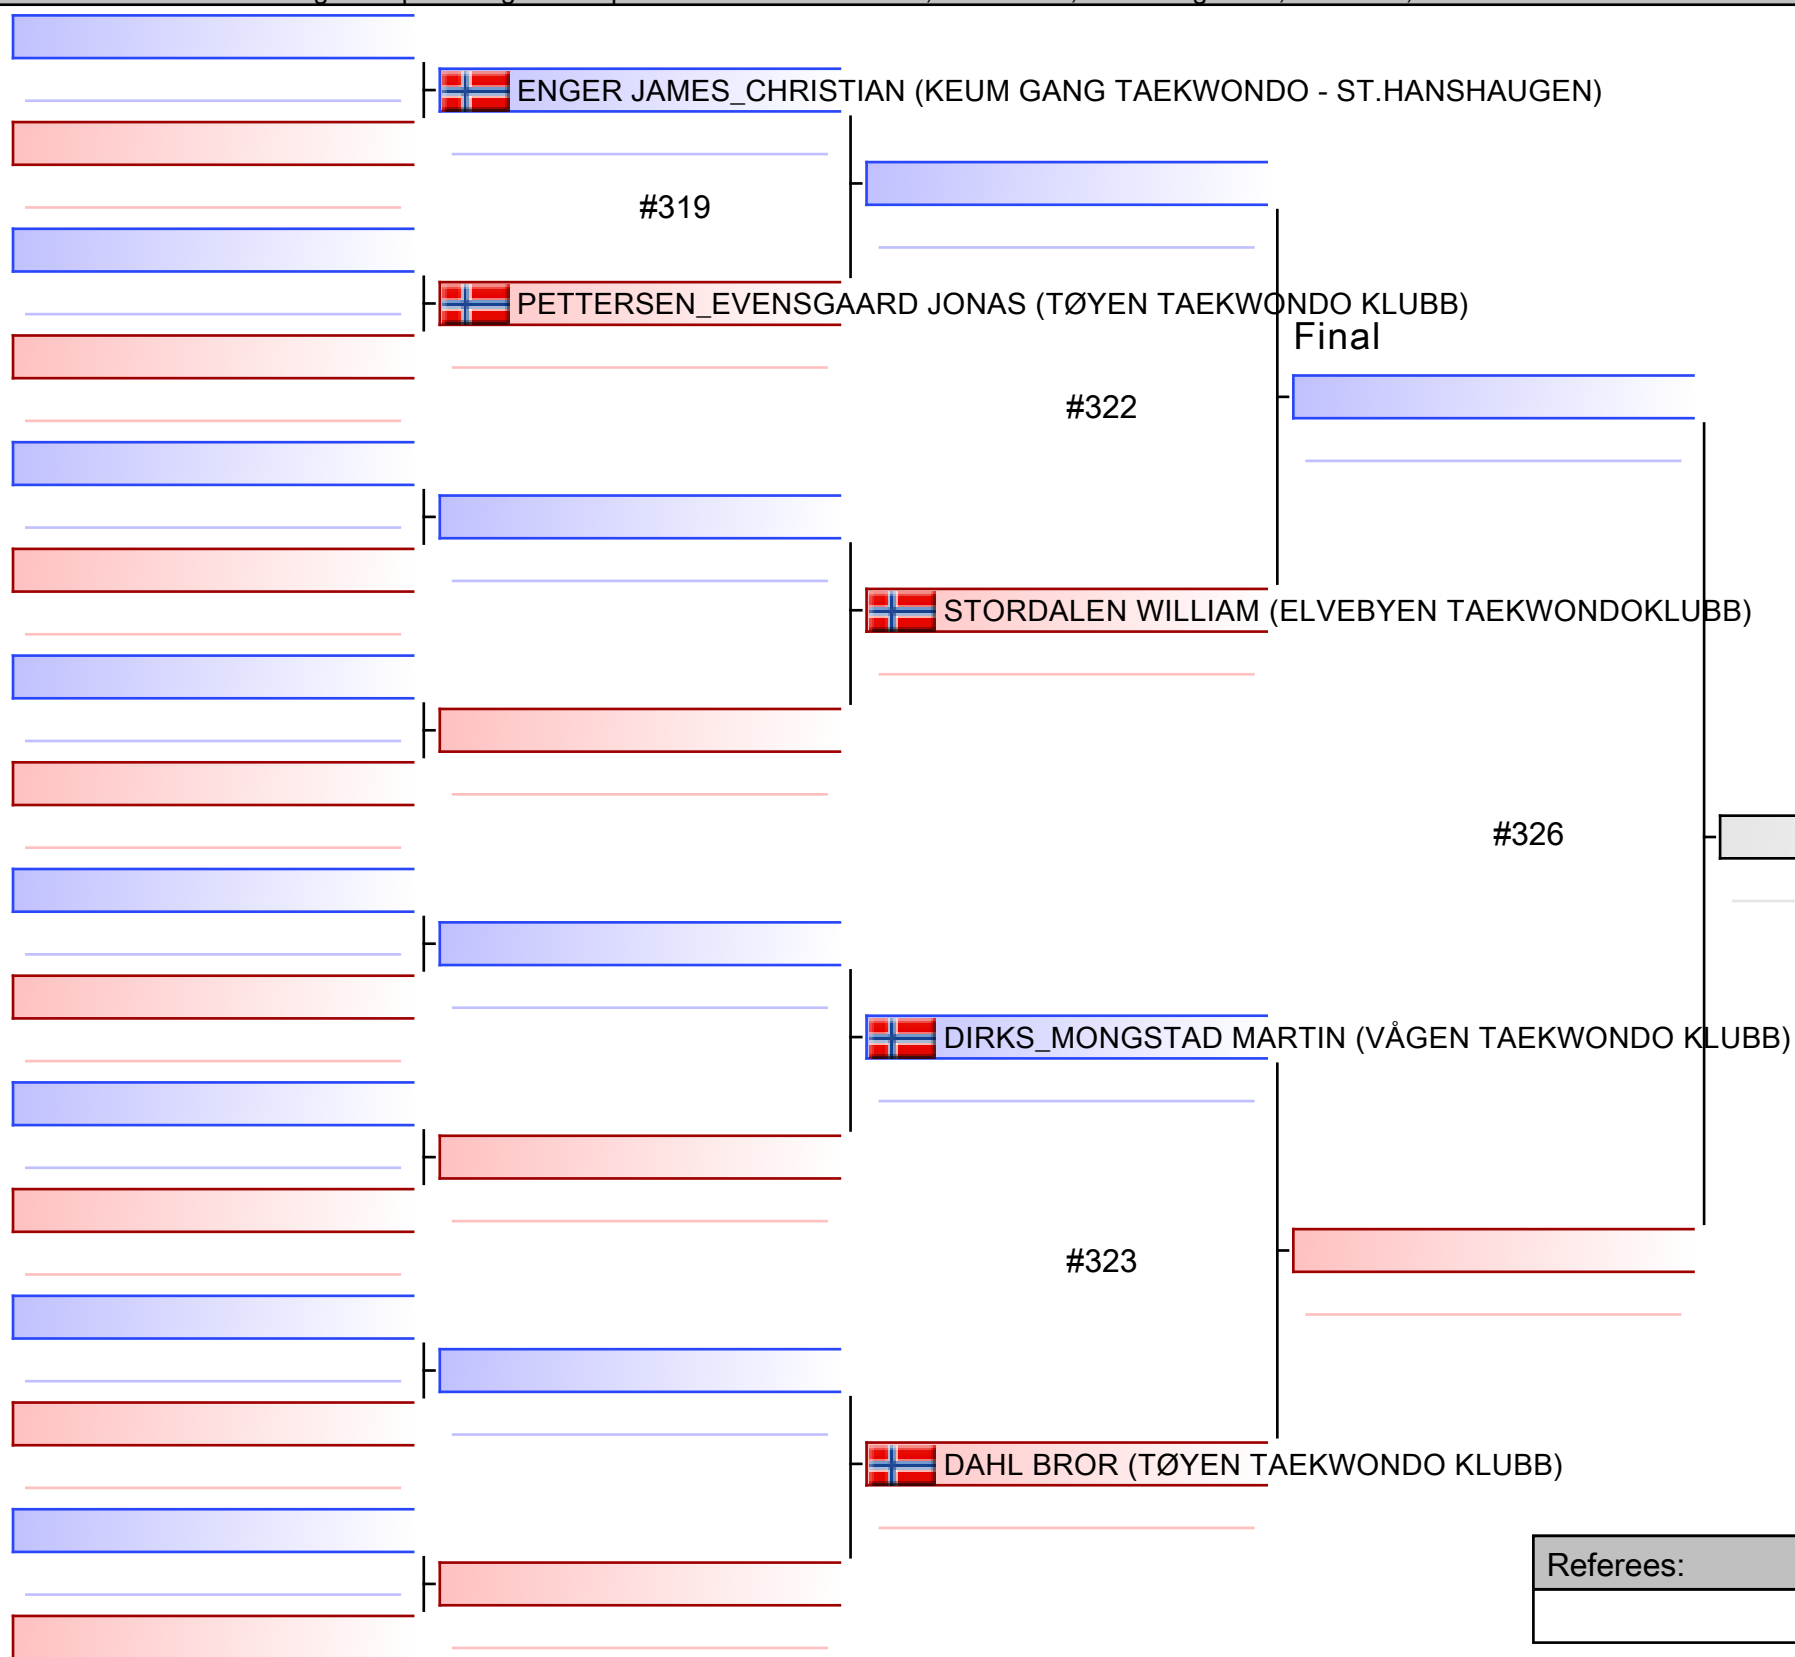 ENGER JAMES_CHRISTIAN (KEUM GANG TAEKWONDO - ST.HANSHAUGEN)
#319
PETTERSEN_EVENSGAARD JONAS (TØYEN TAEKWONDO KLUBB)
Final
#322
STORDALEN WILLIAM (ELVEBYEN TAEKWONDOKLUBB)
#326
DIRKS_MONGSTAD MARTIN (VÅGEN TAEKWONDO KLUBB)
#323
DAHL BROR (TØYEN TAEKWONDO KLUBB)
Referees: